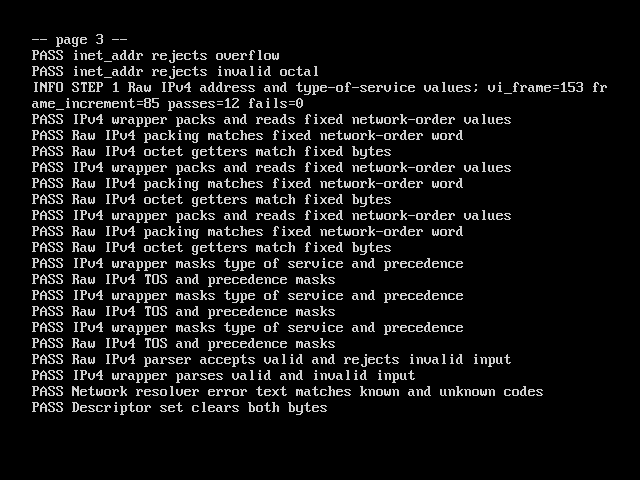 -- page 3 --
PASS inet_addr rejects overflow
PASS inet_addr rejects invalid octal
INFO STEP 1 Raw IPv4 address and type-of-service values; vi_frame=153 fr
ame_increment=85 passes=12 fails=0
PASS IPv4 wrapper packs and reads fixed network-order values
PASS Raw IPv4 packing matches fixed network-order word
PASS Raw IPv4 octet getters match fixed bytes
PASS IPv4 wrapper packs and reads fixed network-order values
PASS Raw IPv4 packing matches fixed network-order word
PASS Raw IPv4 octet getters match fixed bytes
PASS IPv4 wrapper packs and reads fixed network-order values
PASS Raw IPv4 packing matches fixed network-order word
PASS Raw IPv4 octet getters match fixed bytes
PASS IPv4 wrapper masks type of service and precedence
PASS Raw IPv4 TOS and precedence masks
PASS IPv4 wrapper masks type of service and precedence
PASS Raw IPv4 TOS and precedence masks
PASS IPv4 wrapper masks type of service and precedence
PASS Raw IPv4 TOS and precedence masks
PASS Raw IPv4 parser accepts valid and rejects invalid input
PASS IPv4 wrapper parses valid and invalid input
PASS Network resolver error text matches known and unknown codes
PASS Descriptor set clears both bytes